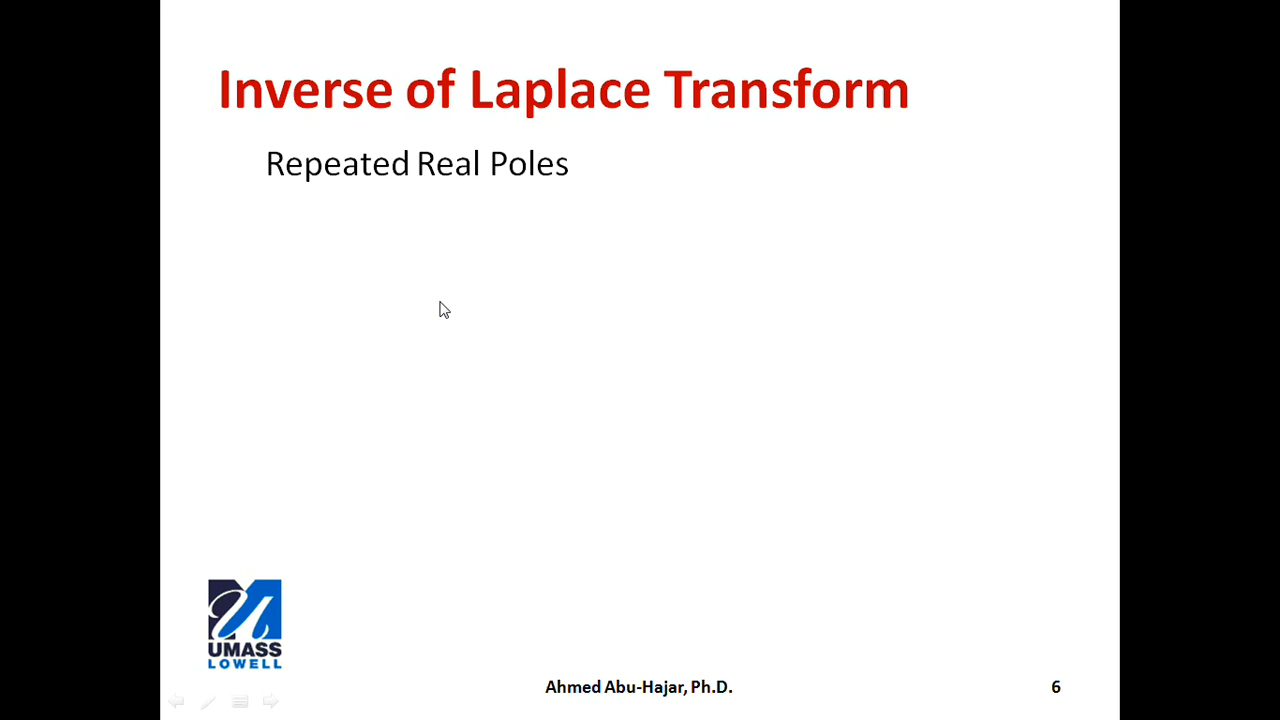 Inverse of Laplace Transform
Repeated Real Poles
UMASS
LOWELL
Ahmed Abu-Hajar, Ph.D.
6